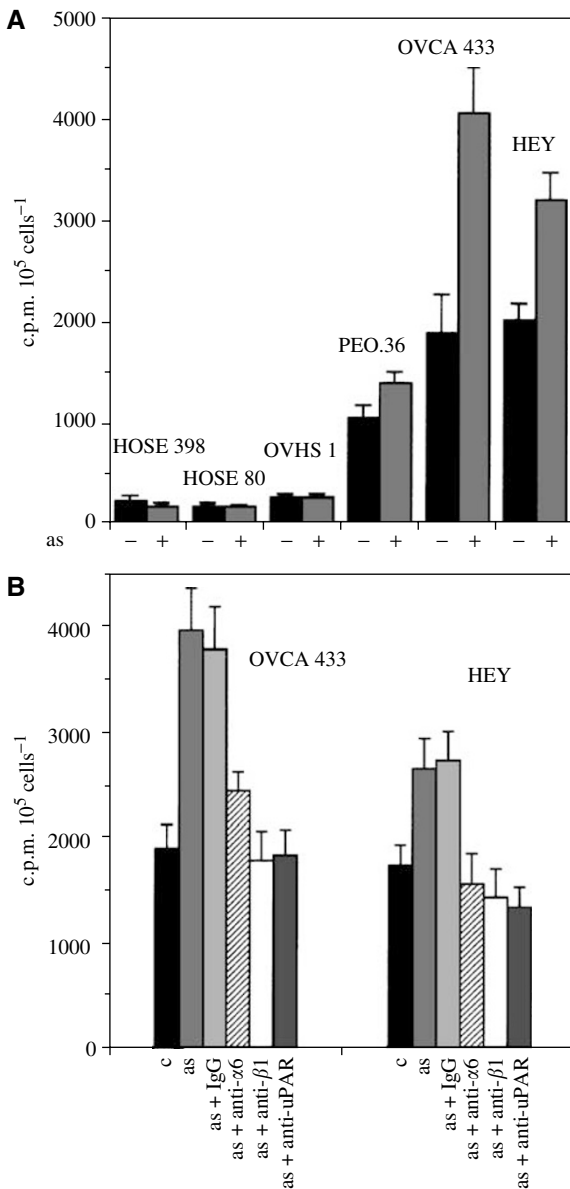 A
5000
4000
3000
2000
1000
0
c.p.m. 10⁵ cells⁻¹
OVCA 433
HEY
PEO.36
HOSE 398
HOSE 80
OVHS 1
as − + − + − + − + − + − +
B
4000
3000
2000
1000
0
c.p.m. 10⁵ cells⁻¹
OVCA 433
HEY
c
as
as + IgG
as + anti-α6
as + anti-β1
as + anti-uPAR
c
as
as + IgG
as + anti-α6
as + anti-β1
as + anti-uPAR